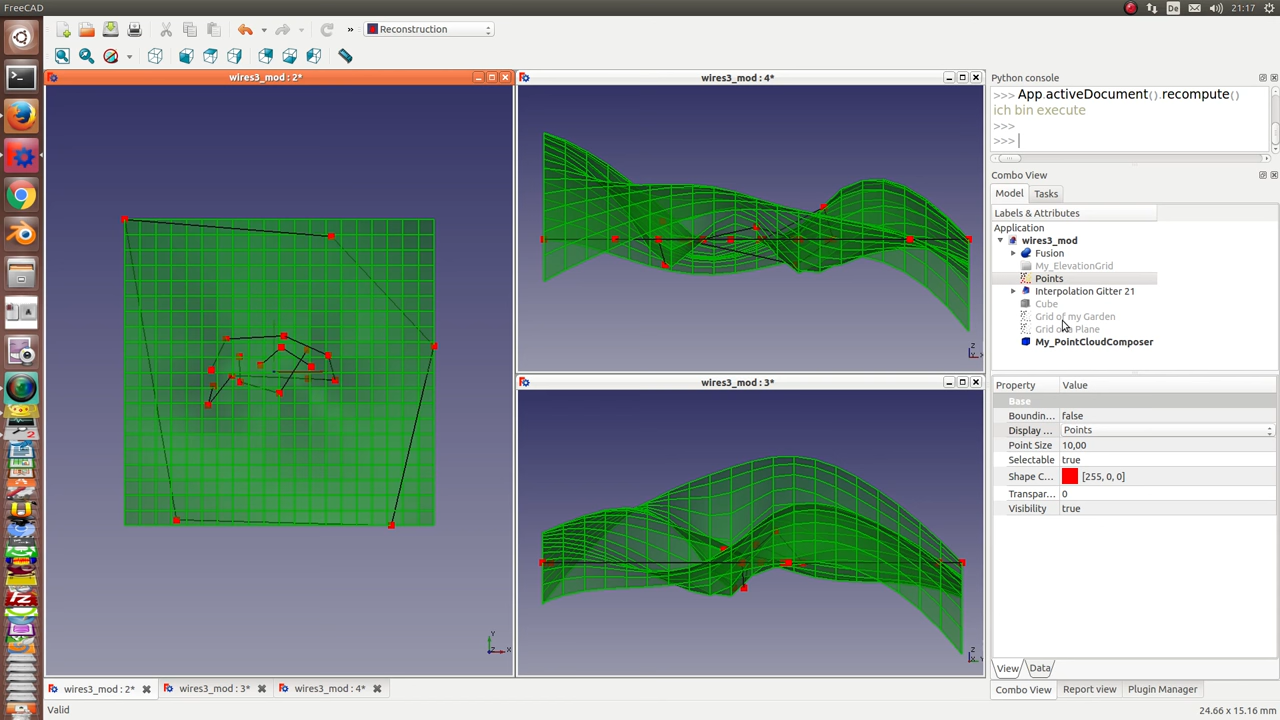 FreeCAD
De
21:17
»
Reconstruction
wires3_mod : 2*
wires3_mod : 4*
wires3_mod : 3*
Z
Y
X
Python console
>>> App.activeDocument().recompute()
ich bin execute
>>>
>>>
Combo View
Model
Tasks
Labels & Attributes
Application
wires3_mod
Fusion
My_ElevationGrid
Points
Interpolation Gitter 21
Cube
Grid of my Garden
Grid on a Plane
My_PointCloudComposer
Property
Value
Base
Boundin... false
Display ... Points
Point Size 10,00
Selectable true
Shape C... [255, 0, 0]
Transpar... 0
Visibility true
View
Data
wires3_mod : 2*
wires3_mod : 3*
wires3_mod : 4*
Combo View
Report view
Plugin Manager
Valid
24.66 x 15.16 mm